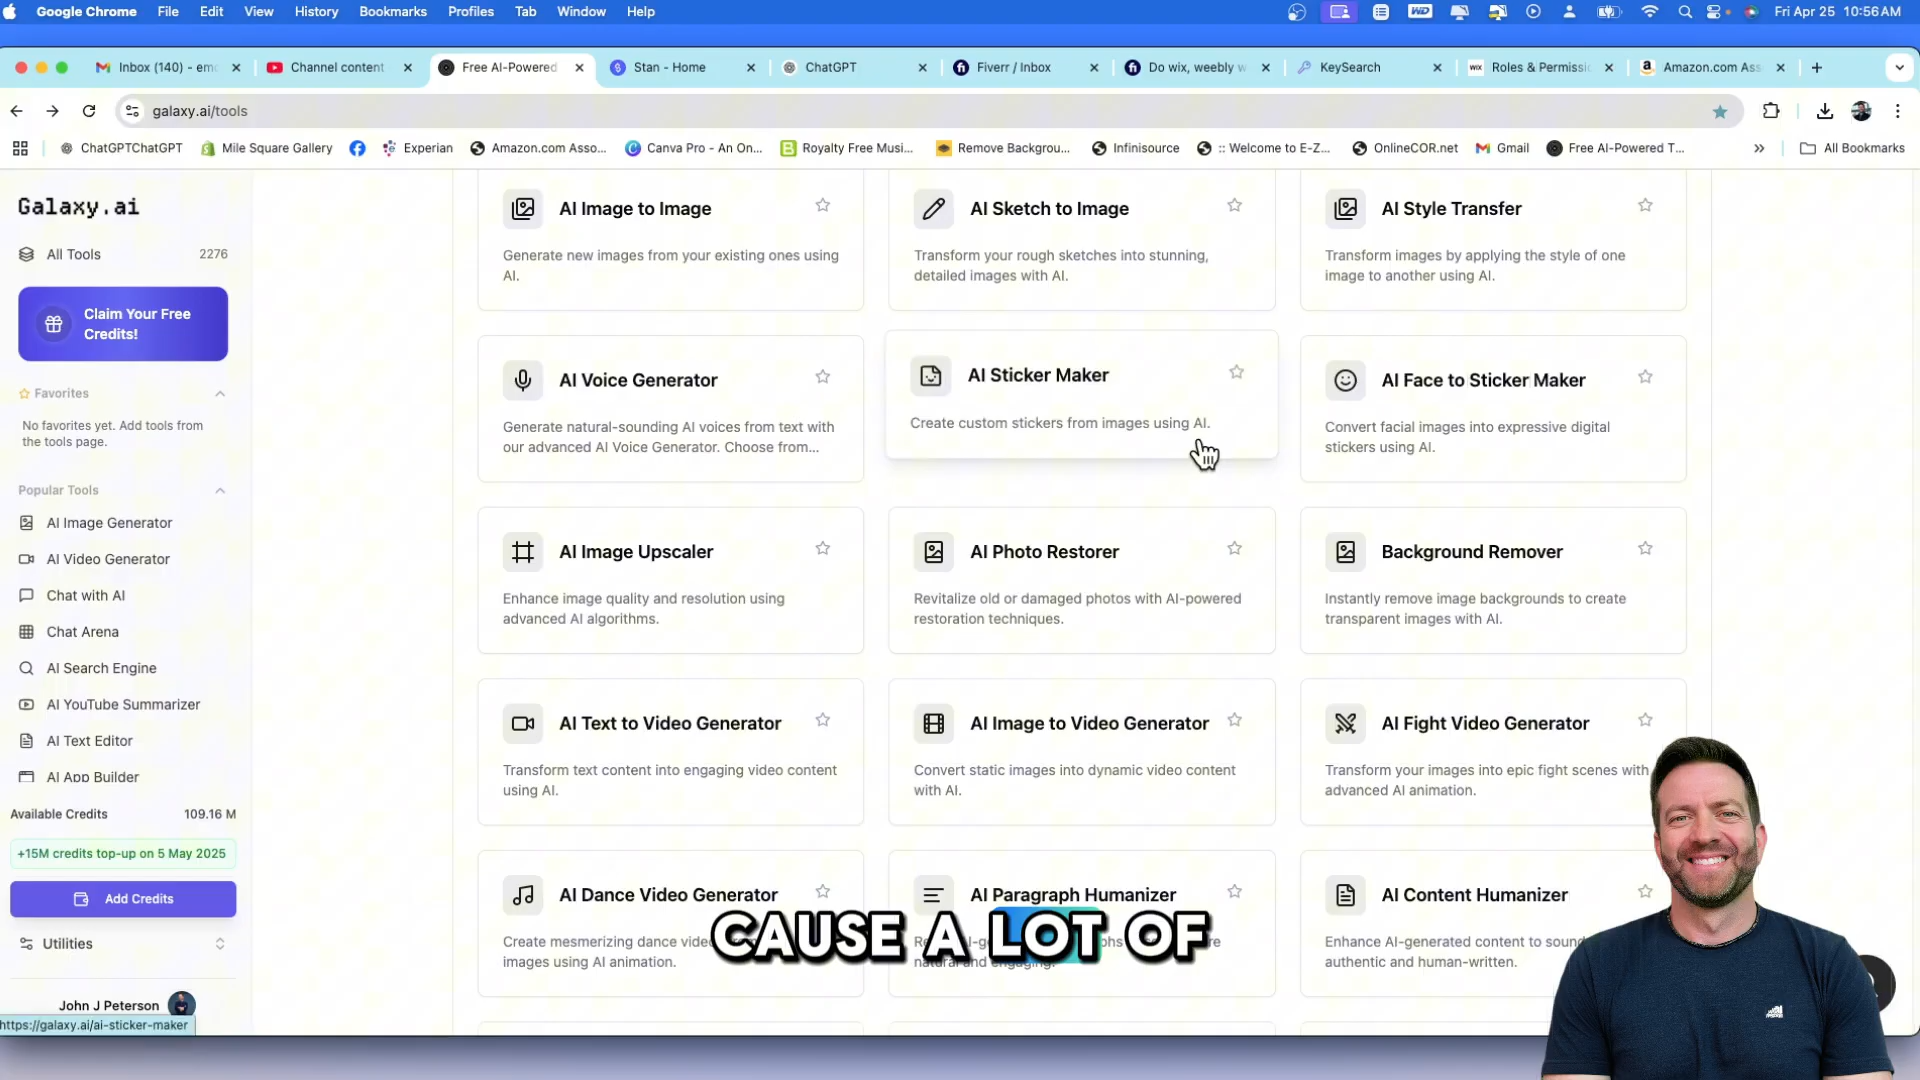 Google Chrome File Edit View History Bookmarks Profiles Tab Window Help
WD
Fri Apr 25 10:56 AM
Inbox (140) - em
Channel content
Free AI-Powered
Stan - Home
ChatGPT
Fiverr / Inbox
Do wix, weebly w
KeySearch
WIX Roles & Permissi
Amazon.com Ass
galaxy.ai/tools
ChatGPTChatGPT
Mile Square Gallery
Experian
Amazon.com Asso...
Canva Pro - An On...
Royalty Free Musi...
Remove Backgrou...
Infinisource
:: Welcome to E-Z...
OnlineCOR.net
Gmail
Free AI-Powered T...
All Bookmarks
Galaxy.ai
All Tools 2276
Claim Your Free
Credits!
Favorites
No favorites yet. Add tools from
the tools page.
Popular Tools
AI Image Generator
AI Video Generator
Chat with AI
Chat Arena
AI Search Engine
AI YouTube Summarizer
AI Text Editor
AI App Builder
Available Credits 109.16 M
+15M credits top-up on 5 May 2025
Add Credits
Utilities
John J Peterson
https://galaxy.ai/ai-sticker-maker
AI Image to Image
Generate new images from your existing ones using
AI.
AI Sketch to Image
Transform your rough sketches into stunning,
detailed images with AI.
AI Style Transfer
Transform images by applying the style of one
image to another using AI.
AI Voice Generator
Generate natural-sounding AI voices from text with
our advanced AI Voice Generator. Choose from...
AI Sticker Maker
Create custom stickers from images using AI.
AI Face to Sticker Maker
Convert facial images into expressive digital
stickers using AI.
AI Image Upscaler
Enhance image quality and resolution using
advanced AI algorithms.
AI Photo Restorer
Revitalize old or damaged photos with AI-powered
restoration techniques.
Background Remover
Instantly remove image backgrounds to create
transparent images with AI.
AI Text to Video Generator
Transform text content into engaging video content
using AI.
AI Image to Video Generator
Convert static images into dynamic video content
with AI.
AI Fight Video Generator
Transform your images into epic fight scenes with
advanced AI animation.
AI Dance Video Generator
Create mesmerizing dance
images using AI animation.
AI Paragraph Humanizer
natural and engaging.
AI Content Humanizer
Enhance AI-generated content to
authentic and human-written.
CAUSE A LOT OF